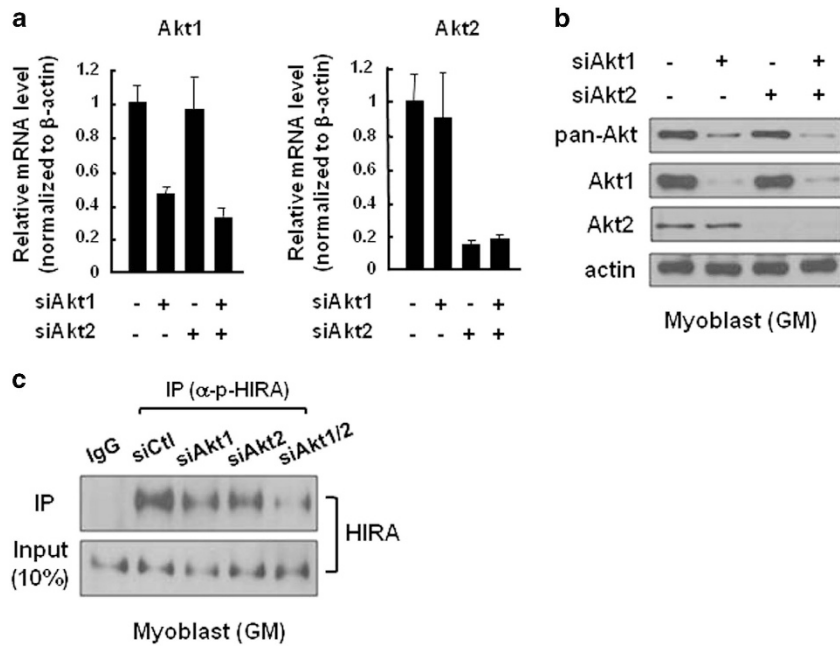 a
Akt1
Relative mRNA level
(normalized to β-actin)
1.2
1
0.8
0.6
0.4
0.2
0
siAkt1 - + - +
siAkt2 - - + +
Akt2
Relative mRNA level
(normalized to β-actin)
1.2
1
0.8
0.6
0.4
0.2
0
siAkt1 - + - +
siAkt2 - - + +
b
siAkt1 - + - +
siAkt2 - - + +
pan-Akt
Akt1
Akt2
actin
Myoblast (GM)
c
IP (α-p-HIRA)
IgG siCtl siAkt1 siAkt2 siAkt1/2
IP
Input
(10%)
HIRA
Myoblast (GM)